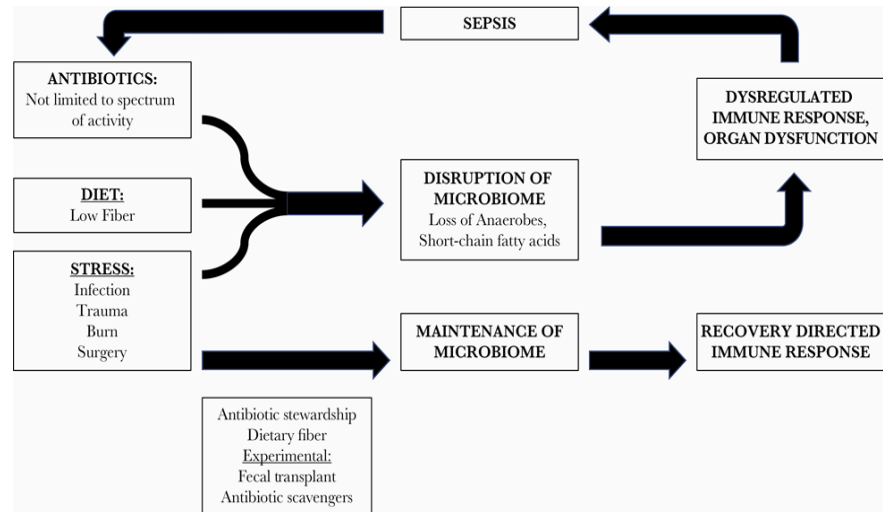 SEPSIS
ANTIBIOTICS:
Not limited to spectrum
of activity
DIET:
Low Fiber
STRESS:
Infection
Trauma
Burn
Surgery
DISRUPTION OF
MICROBIOME
Loss of Anaerobes,
Short-chain fatty acids
DYSREGULATED
IMMUNE RESPONSE,
ORGAN DYSFUNCTION
MAINTENANCE OF
MICROBIOME
RECOVERY DIRECTED
IMMUNE RESPONSE
Antibiotic stewardship
Dietary fiber
Experimental:
Fecal transplant
Antibiotic scavengers